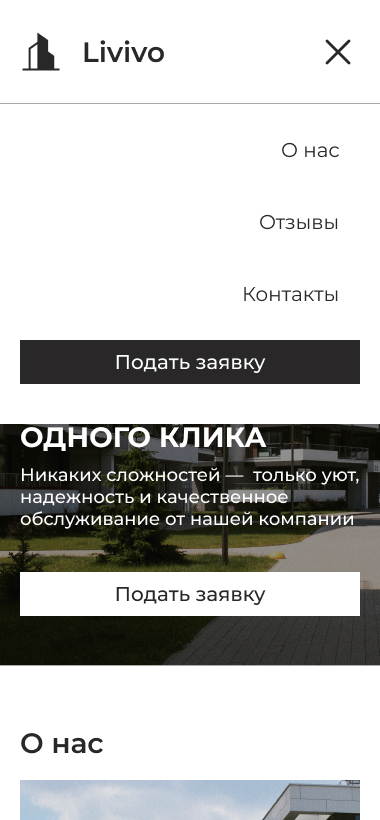 Livivo
О нас
Отзывы
Контакты
Подать заявку
ОДНОГО КЛИКА
Никаких сложностей — только уют,
надежность и качественное
обслуживание от нашей компании
Подать заявку
О нас